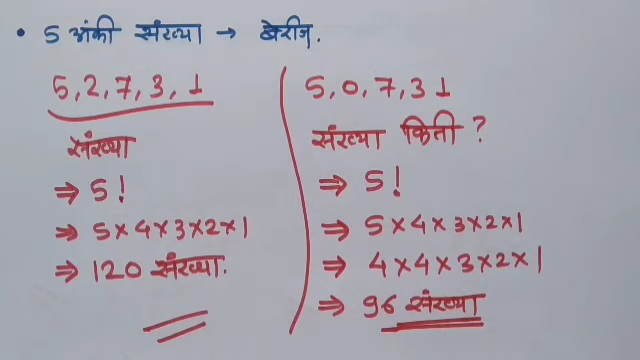 • 5 अंकी संख्या → बेरीज.
5, 2, 7, 3, 1
संख्या
⇒ 5!
⇒ 5×4×3×2×1
⇒ 120 संख्या.
5, 0, 7, 3 1
संख्या किती ?
⇒ 5!
⇒ 5×4×3×2×1
⇒ 4×4×3×2×1
⇒ 96 संख्या